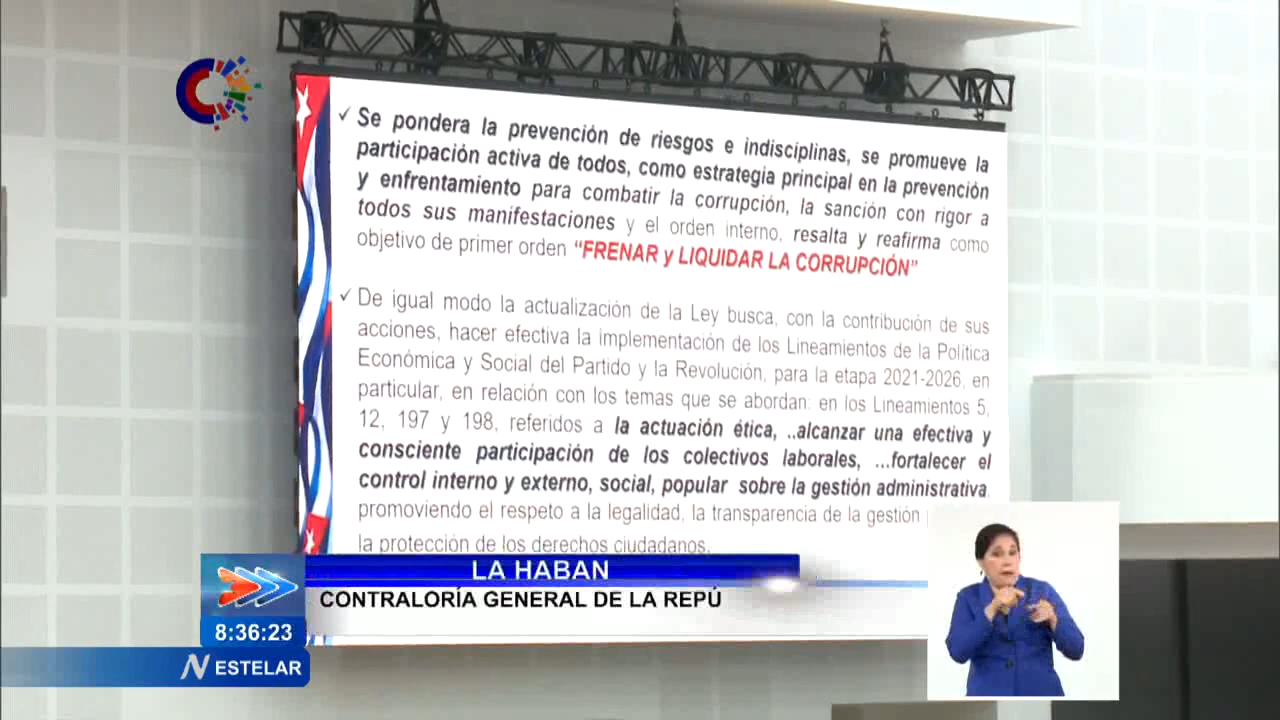 ✓ Se pondera la prevención de riesgos e indisciplinas, se promueve la
participación activa de todos, como estrategia principal en la prevención
y enfrentamiento para combatir la corrupción, la sanción con rigor a
todos sus manifestaciones y el orden interno, resalta y reafirma como
objetivo de primer orden “FRENAR y LIQUIDAR LA CORRUPCIÓN”
✓ De igual modo la actualización de la Ley busca, con la contribución de sus
acciones, hacer efectiva la implementación de los Lineamientos de la Política
Económica y Social del Partido y la Revolución, para la etapa 2021-2026, en
particular, en relación con los temas que se abordan: en los Lineamientos 5,
12, 197 y 198, referidos a la actuación ética, ..alcanzar una efectiva y
consciente participación de los colectivos laborales, ...fortalecer el
control interno y externo, social, popular sobre la gestión administrativa,
promoviendo el respeto a la legalidad, la transparencia de la gestión
la protección de los derechos ciudadanos.
LA HABAN
CONTRALORÍA GENERAL DE LA REPÚ
8:36:23
N ESTELAR